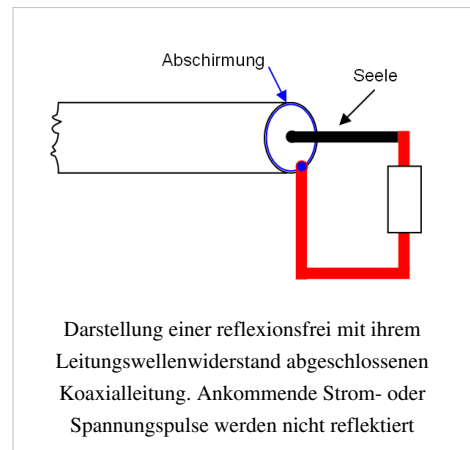 Abschirmung
Seele
Darstellung einer reflexionsfrei mit ihrem
Leitungswellenwiderstand abgeschlossenen
Koaxialleitung. Ankommende Strom- oder
Spannungspulse werden nicht reflektiert